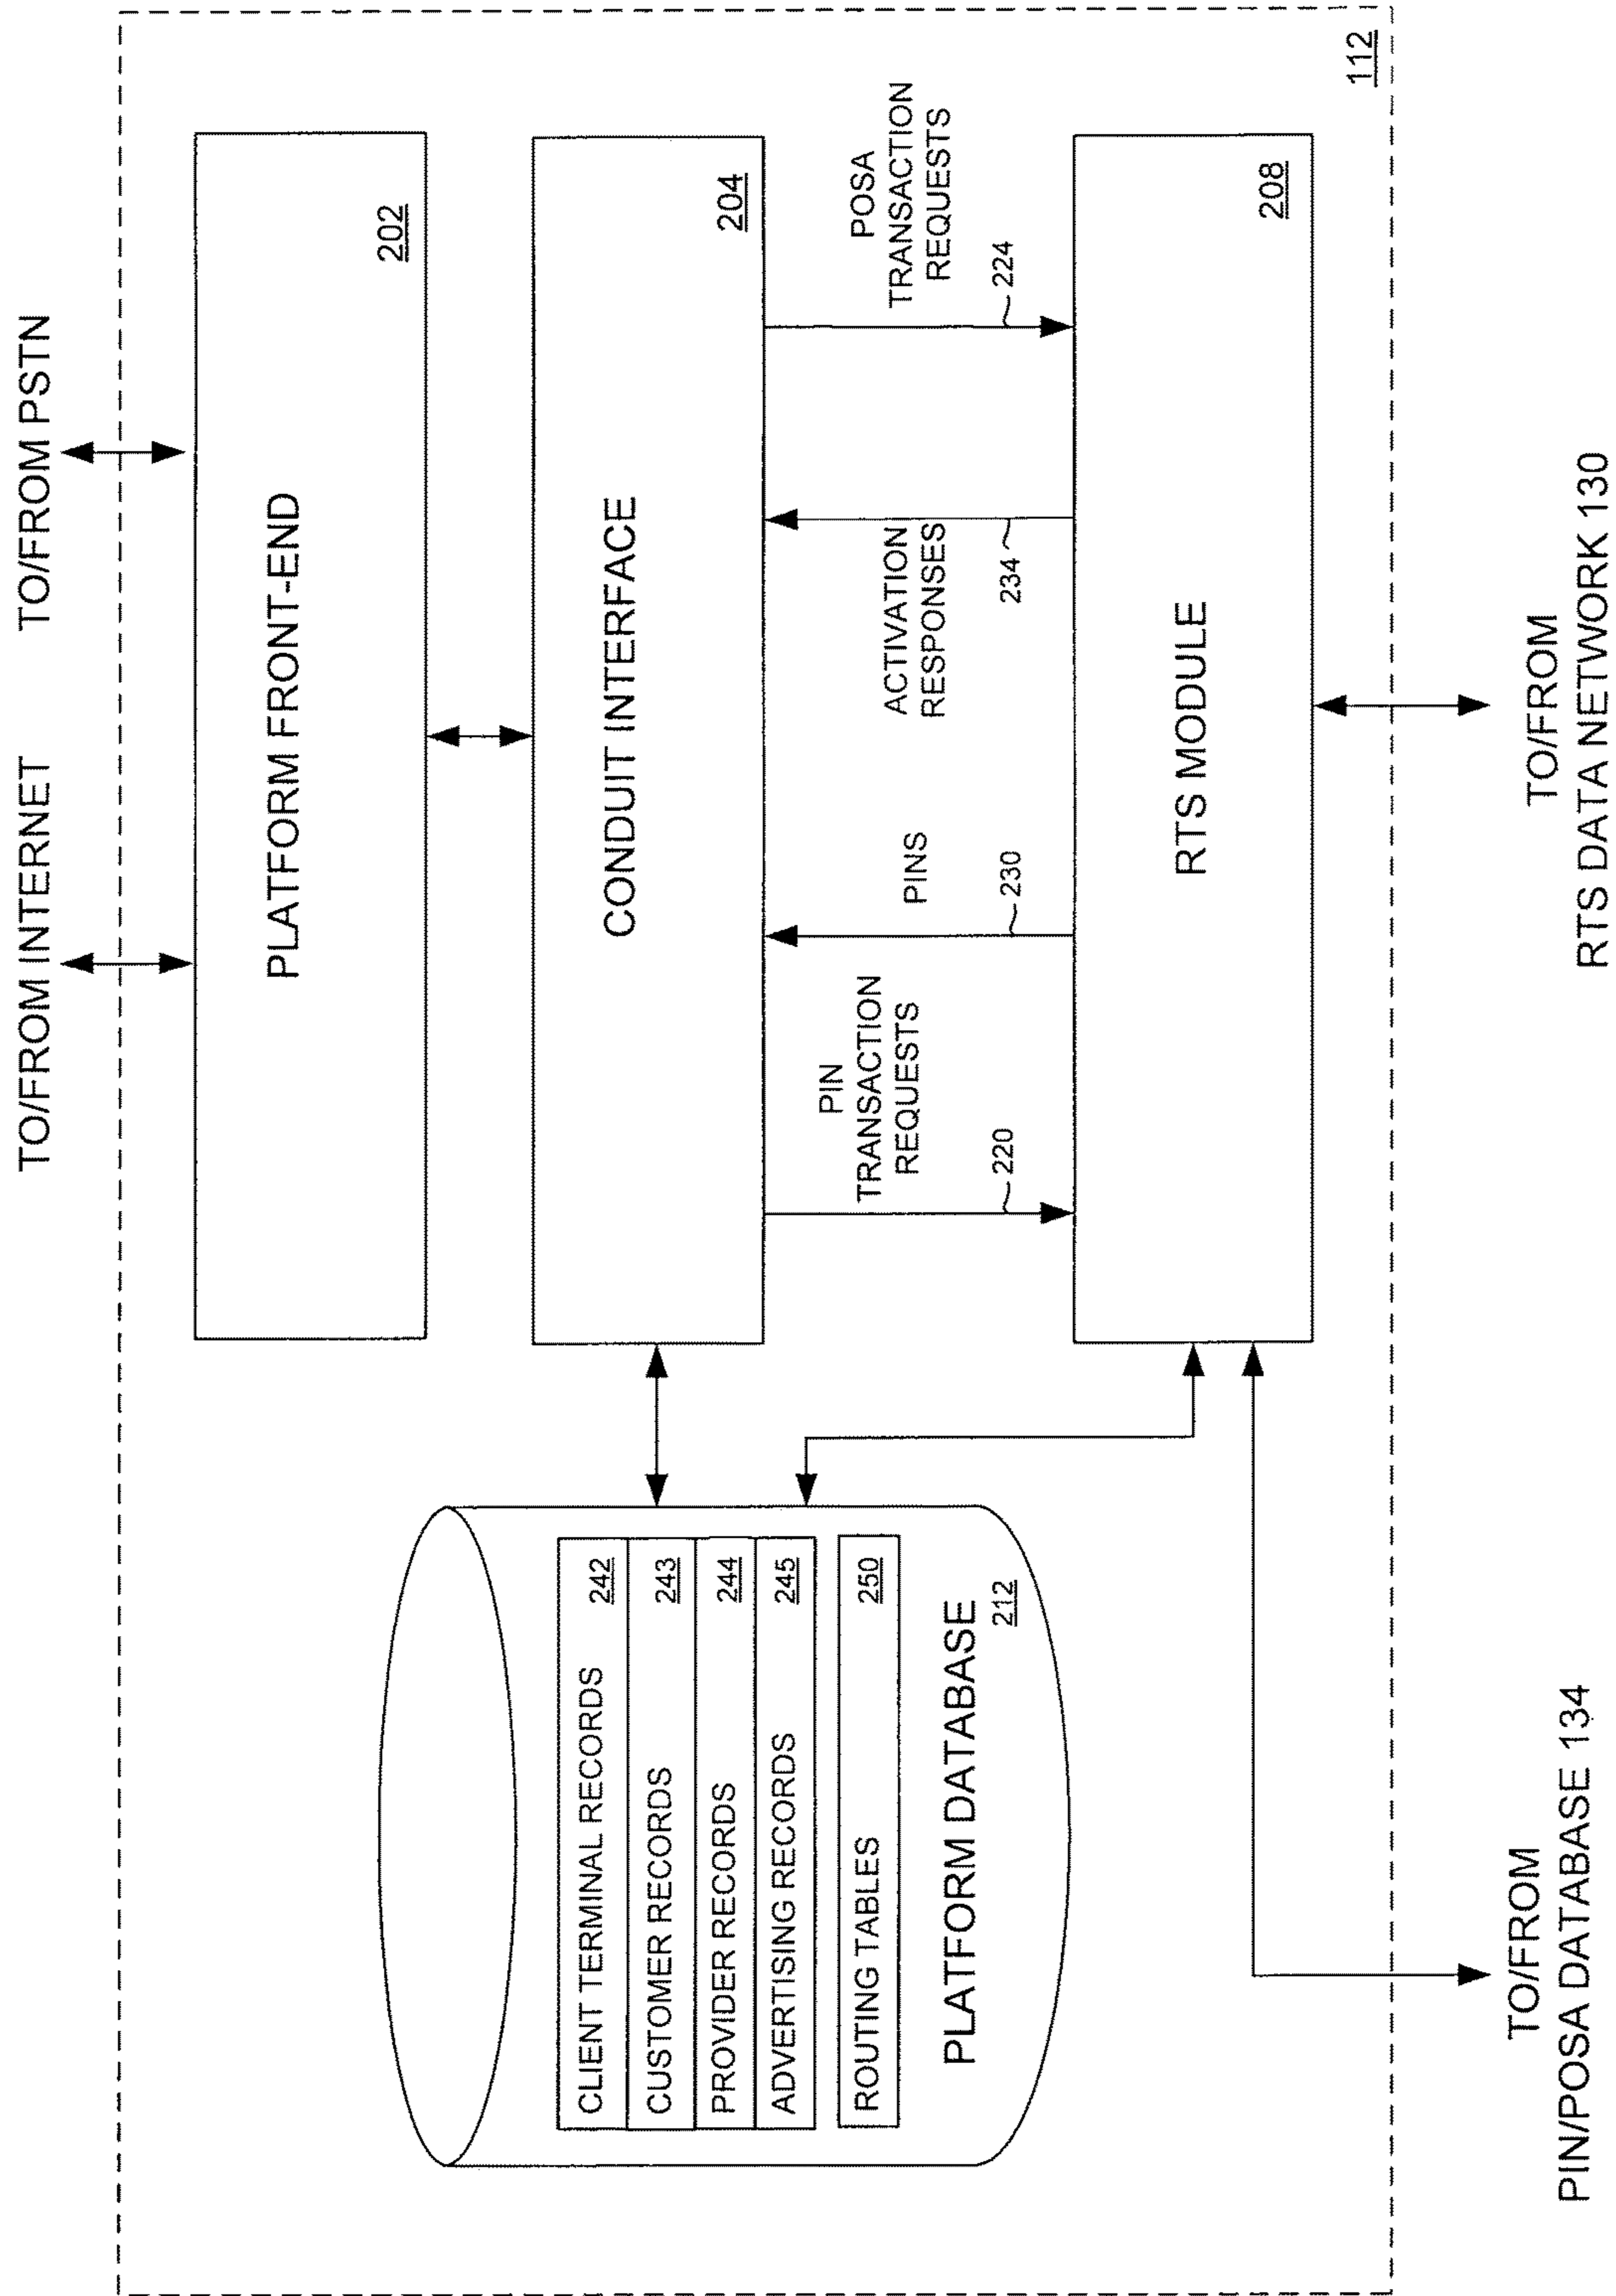 TO/FROM INTERNET
TO/FROM PSTN
PLATFORM FRONT-END
202
CONDUIT INTERFACE
204
PIN
TRANSACTION
REQUESTS
220
PINS
230
ACTIVATION
RESPONSES
234
POSA
TRANSACTION
REQUESTS
224
RTS MODULE
208
CLIENT TERMINAL RECORDS
242
CUSTOMER RECORDS
243
PROVIDER RECORDS
244
ADVERTISING RECORDS
245
ROUTING TABLES
250
PLATFORM DATABASE
212
112
TO/FROM
PIN/POSA DATABASE 134
TO/FROM
RTS DATA NETWORK 130